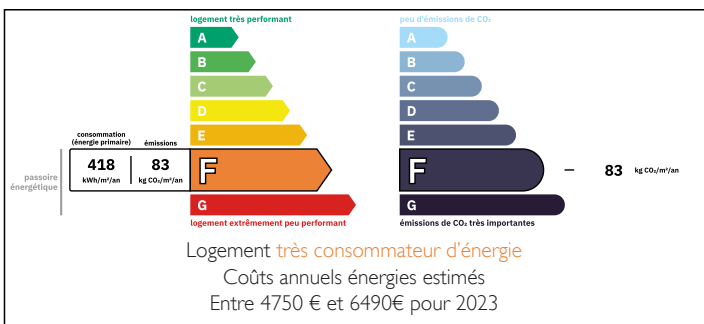 logement très performant
A
B
C
D
E
consommation
(énergie primaire)
émissions
passoire
énergétique
418
kWh/m²/an
83
kg CO₂/m²/an
F
G
logement extrêmement peu performant
peu d'émissions de CO₂
A
B
C
D
E
F
83 kg CO₂/m²/an
G
émissions de CO₂ très importantes
Logement très consommateur d'énergie
Coûts annuels énergies estimés
Entre 4750 € et 6490€ pour 2023